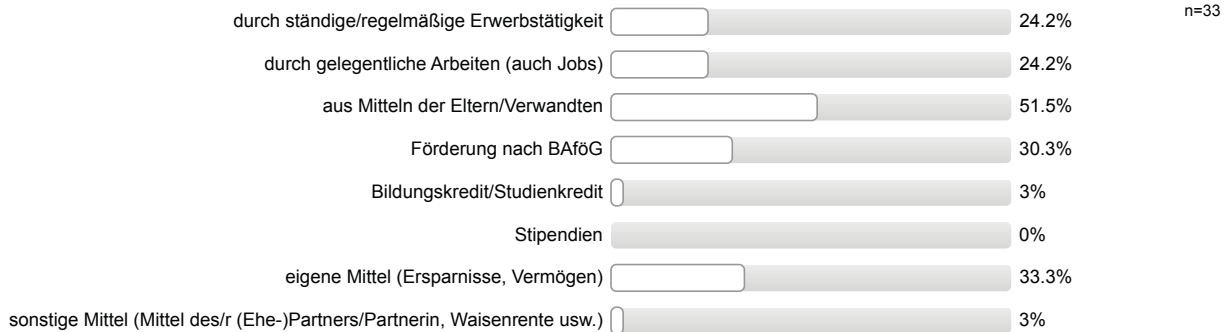 durch ständige/regelmäßige Erwerbstätigkeit 24.2% n=33
durch gelegentliche Arbeiten (auch Jobs) 24.2%
aus Mitteln der Eltern/Verwandten 51.5%
Förderung nach BAföG 30.3%
Bildungskredit/Studienkredit 3%
Stipendien 0%
eigene Mittel (Ersparnisse, Vermögen) 33.3%
sonstige Mittel (Mittel des/r (Ehe-)Partners/Partnerin, Waisenrente usw.) 3%